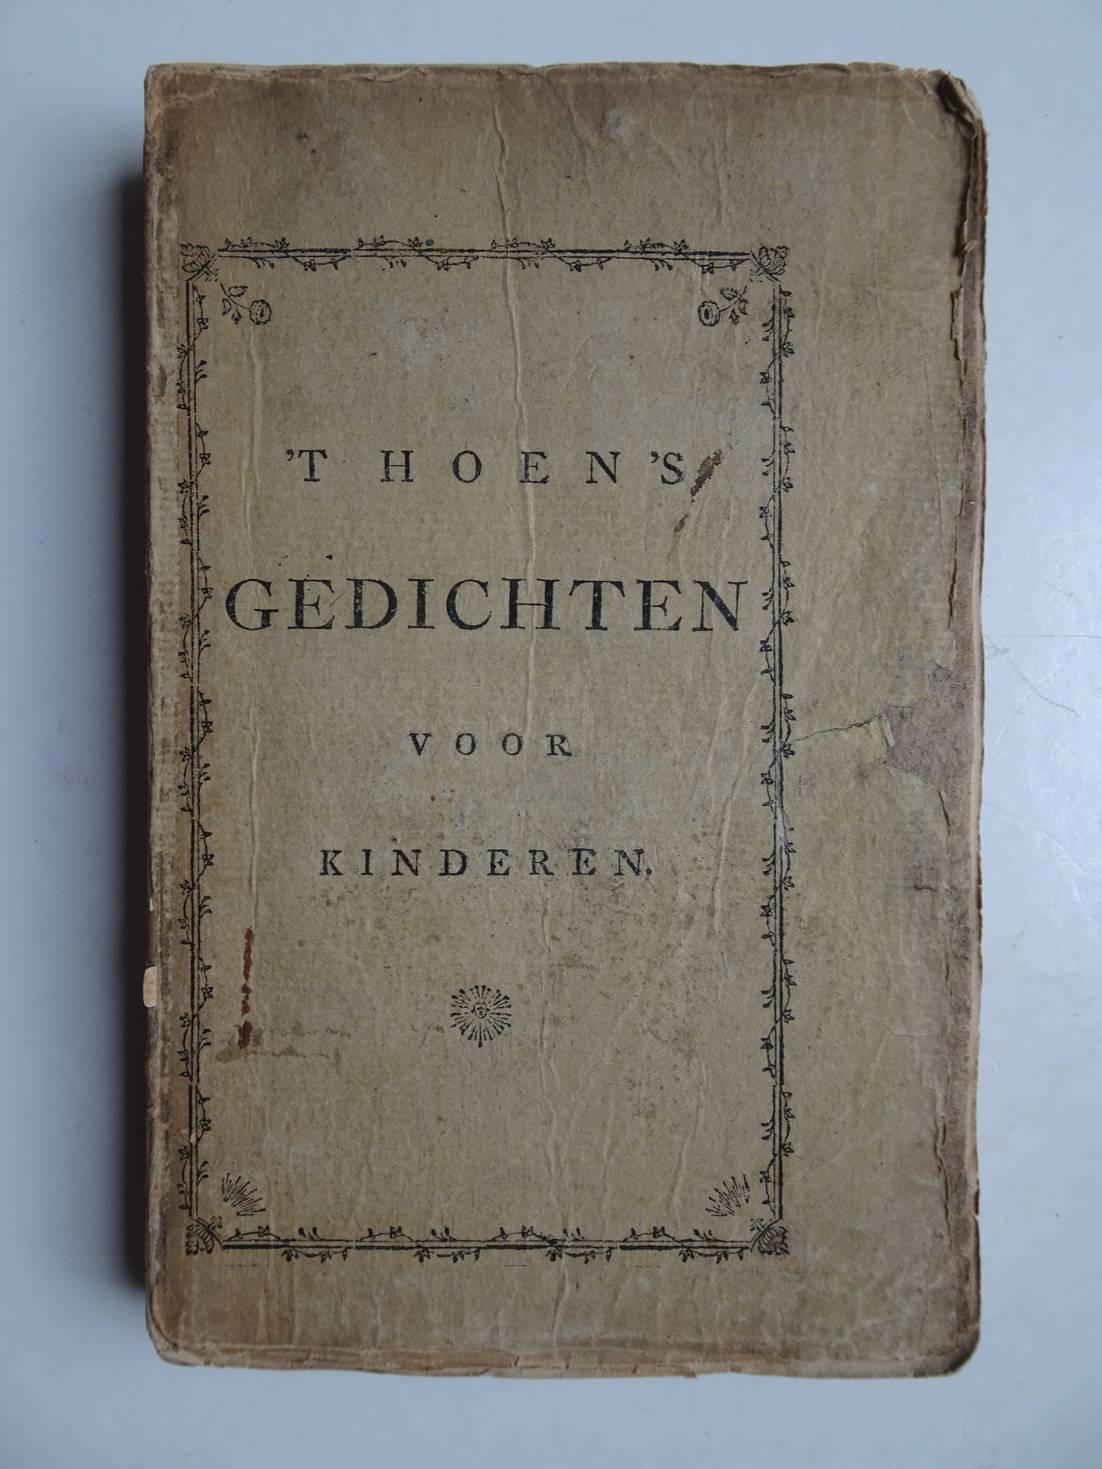 'T HOEN'S
GEDICHTEN
VOOR
KINDEREN.